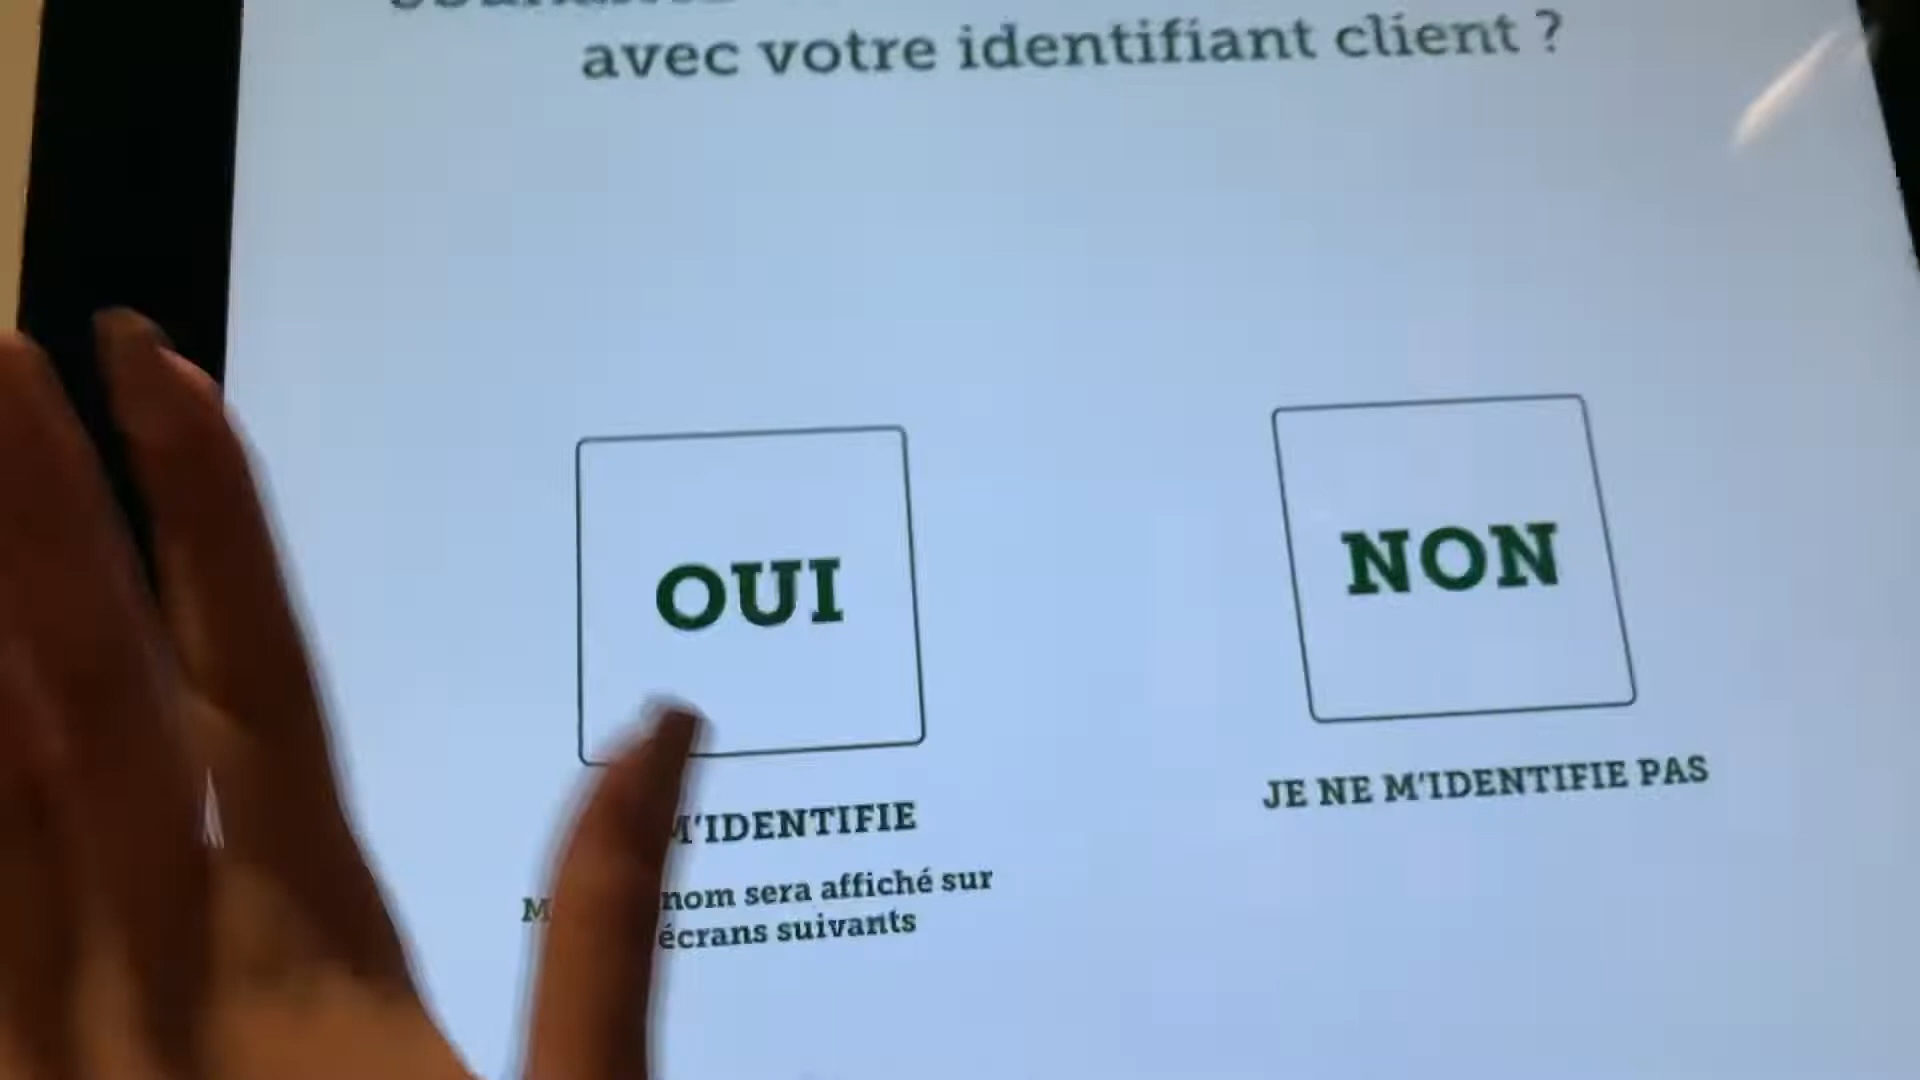 avec votre identifiant client ?
OUI
NON
M'IDENTIFIE
JE NE M'IDENTIFIE PAS
nom sera affiché sur
écrans suivants